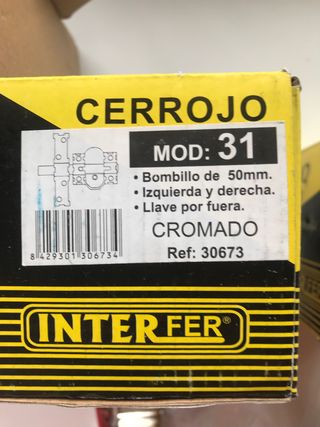 CERROJO
MOD: 31
• Bombillo de 50mm.
• Izquierda y derecha.
• Llave por fuera.
CROMADO
Ref: 30673
8 429301 306734
INTERFER®